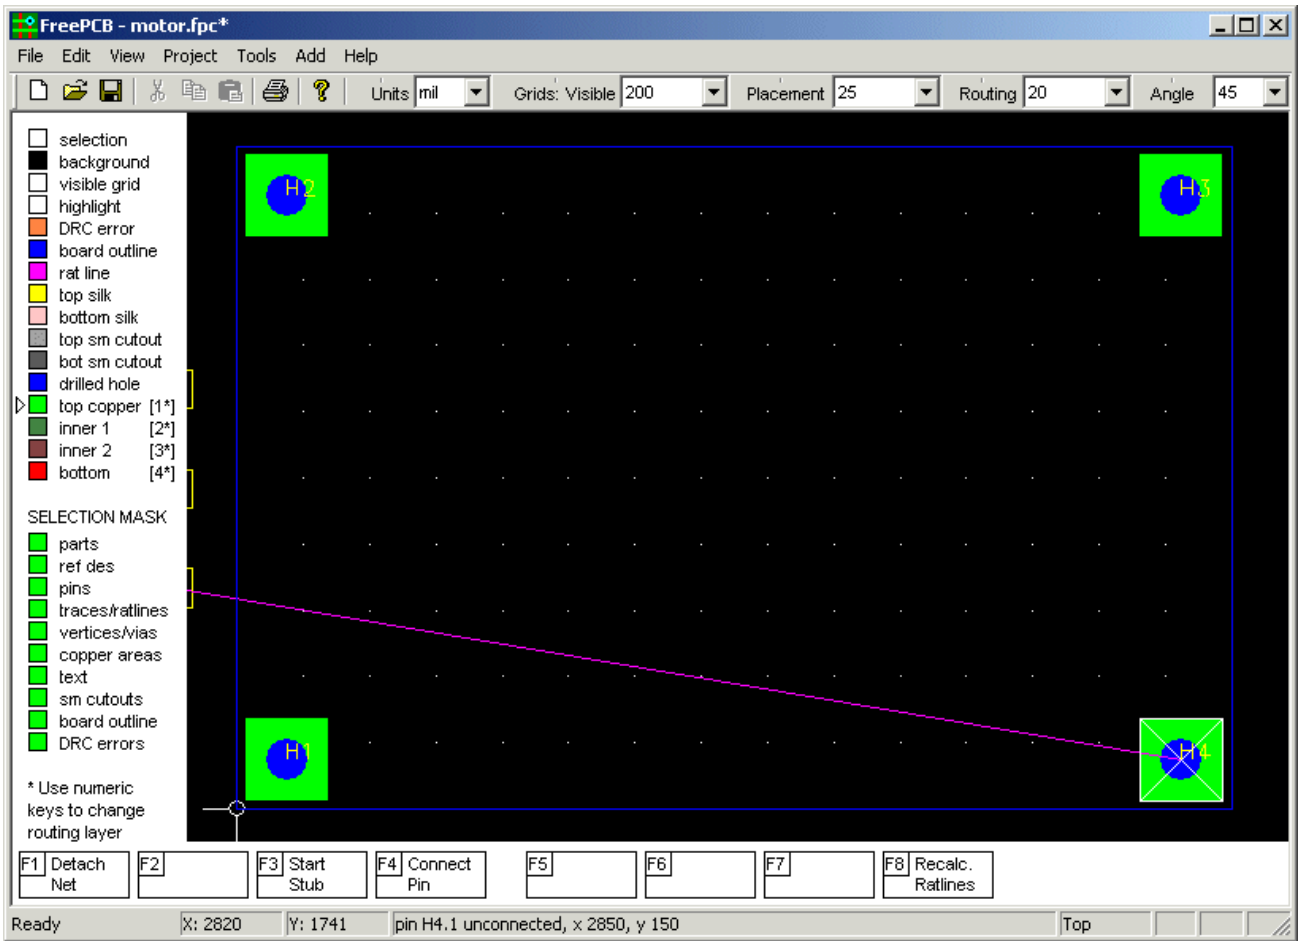 FreePCB - motor.fpc*
File Edit View Project Tools Add Help
Units mil Grids: Visible 200 Placement 25 Routing 20 Angle 45
selection
background
visible grid
highlight
DRC error
board outline
rat line
top silk
bottom silk
top sm cutout
bot sm cutout
drilled hole
top copper [1*]
inner 1 [2*]
inner 2 [3*]
bottom [4*]
SELECTION MASK
parts
ref des
pins
traces/ratlines
vertices/vias
copper areas
text
sm cutouts
board outline
DRC errors
* Use numeric
keys to change
routing layer
H2 H3
H1 H4
F1 Detach Net F2 F3 Start Stub F4 Connect Pin F5 F6 F7 F8 Recalc. Ratlines
Ready X: 2820 Y: 1741 pin H4.1 unconnected, x 2850, y 150 Top